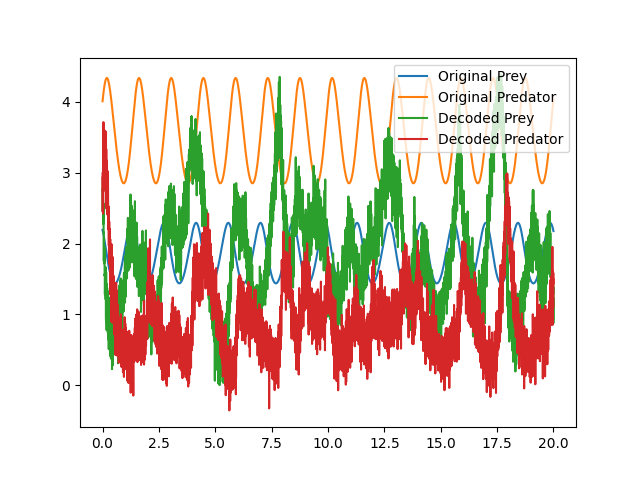 Original Prey
Original Predator
Decoded Prey
Decoded Predator
4
3
2
1
0
0.0 2.5 5.0 7.5 10.0 12.5 15.0 17.5 20.0